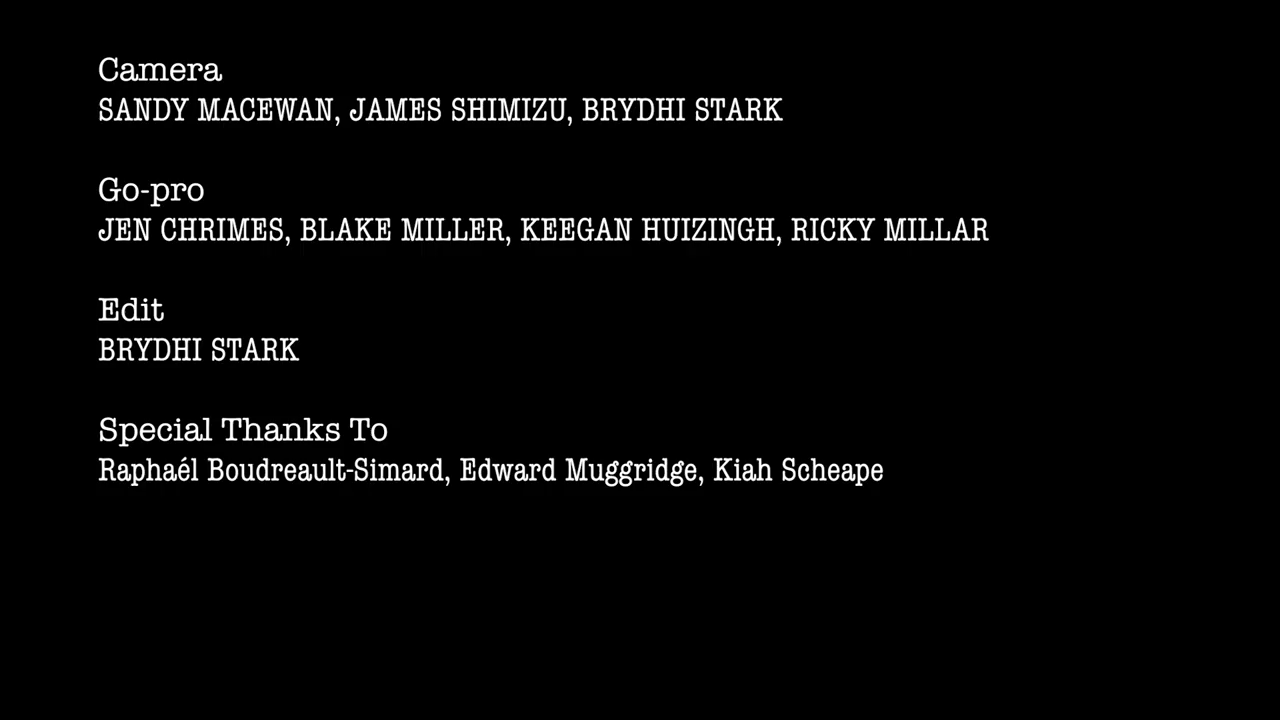 Camera
SANDY MACEWAN, JAMES SHIMIZU, BRYDHI STARK
Go-pro
JEN CHRIMES, BLAKE MILLER, KEEGAN HUIZINGH, RICKY MILLAR
Edit
BRYDHI STARK
Special Thanks To
Raphaél Boudreault-Simard, Edward Muggridge, Kiah Scheape